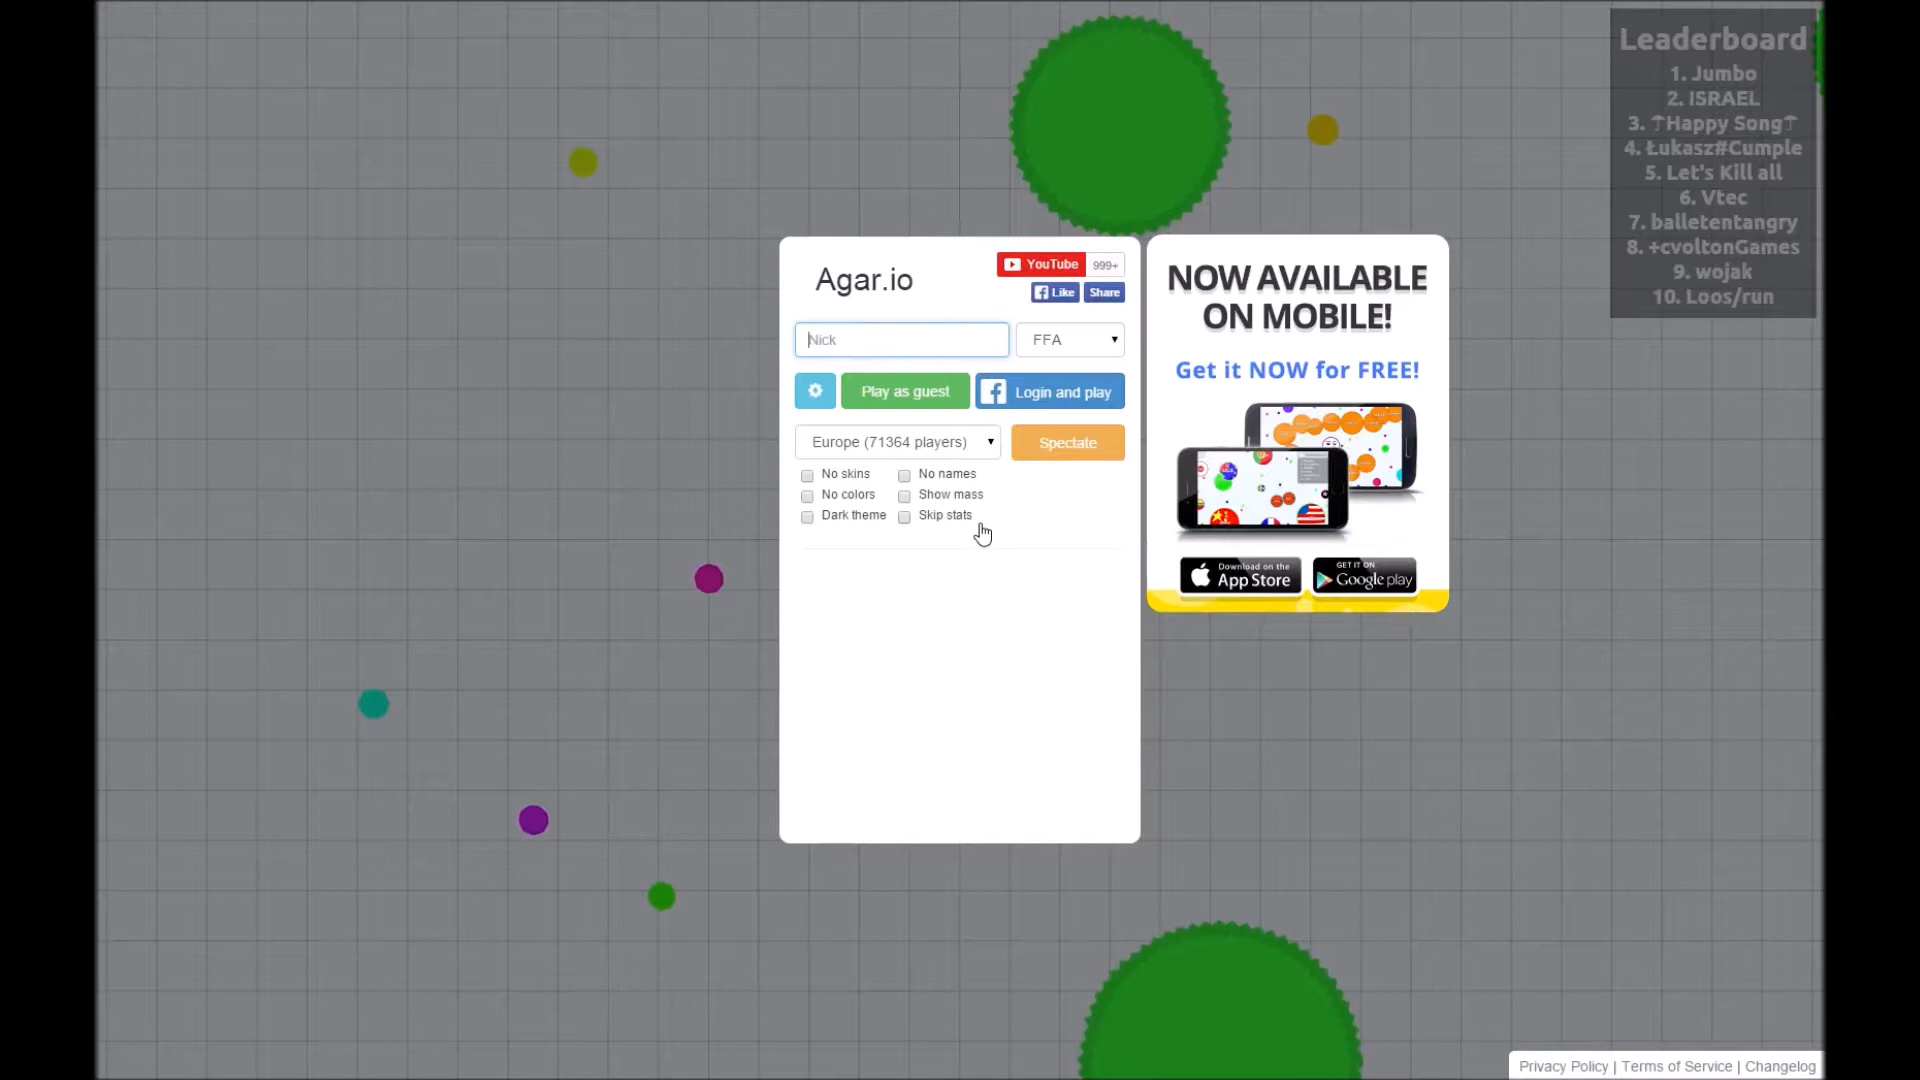 Leaderboard
1. Jumbo
2. ISRAEL
3. ☂Happy Song☂
4. Łukasz#Cumple
5. Let's Kill all
6. Vtec
7. balletentangry
8. +cvoltonGames
9. wojak
10. Loos/run
Agar.io
YouTube 999+
Like Share
Nick
FFA
Play as guest
Login and play
Europe (71364 players)
Spectate
No skins No names
No colors Show mass
Dark theme Skip stats
NOW AVAILABLE
ON MOBILE!
Get it NOW for FREE!
Download on the
App Store
GET IT ON
Google play
Privacy Policy | Terms of Service | Changelog